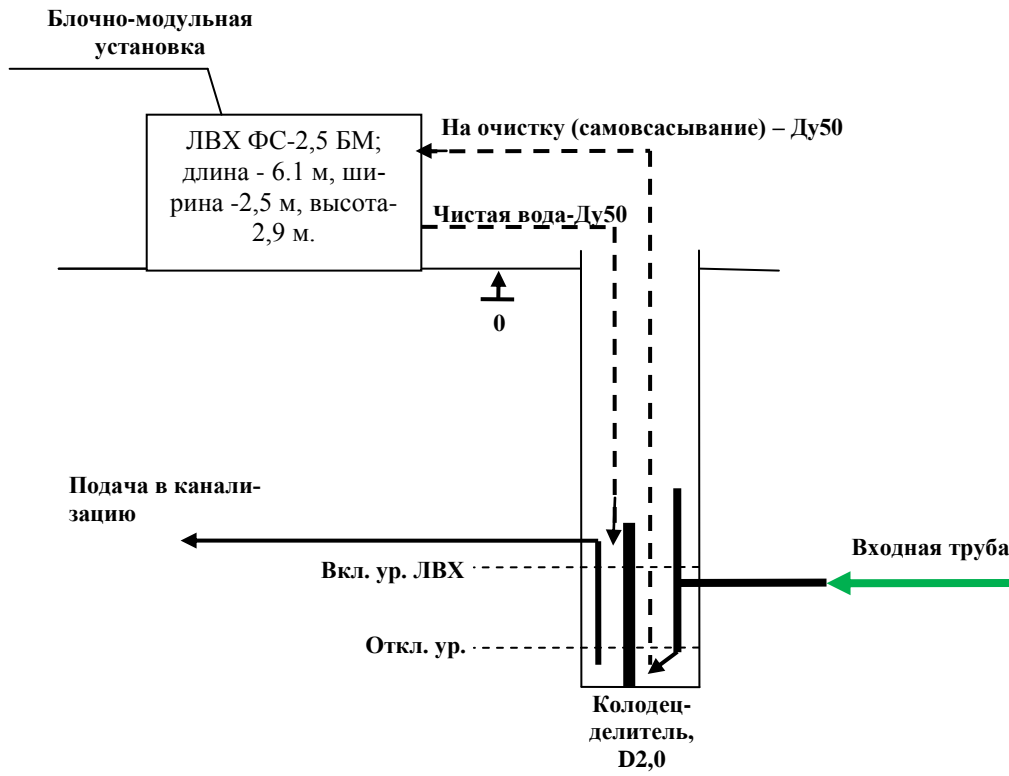 Блочно-модульная
установка
ЛВХ ФС-2,5 БМ;
длина - 6.1 м, ши-
рина -2,5 м, высота-
2,9 м.
На очистку (самовсасывание) – Ду50
Чистая вода-Ду50
0
Подача в канали-
зацию
Вкл. ур. ЛВХ
Входная труба
Откл. ур.
Колодец-
делитель,
D2,0